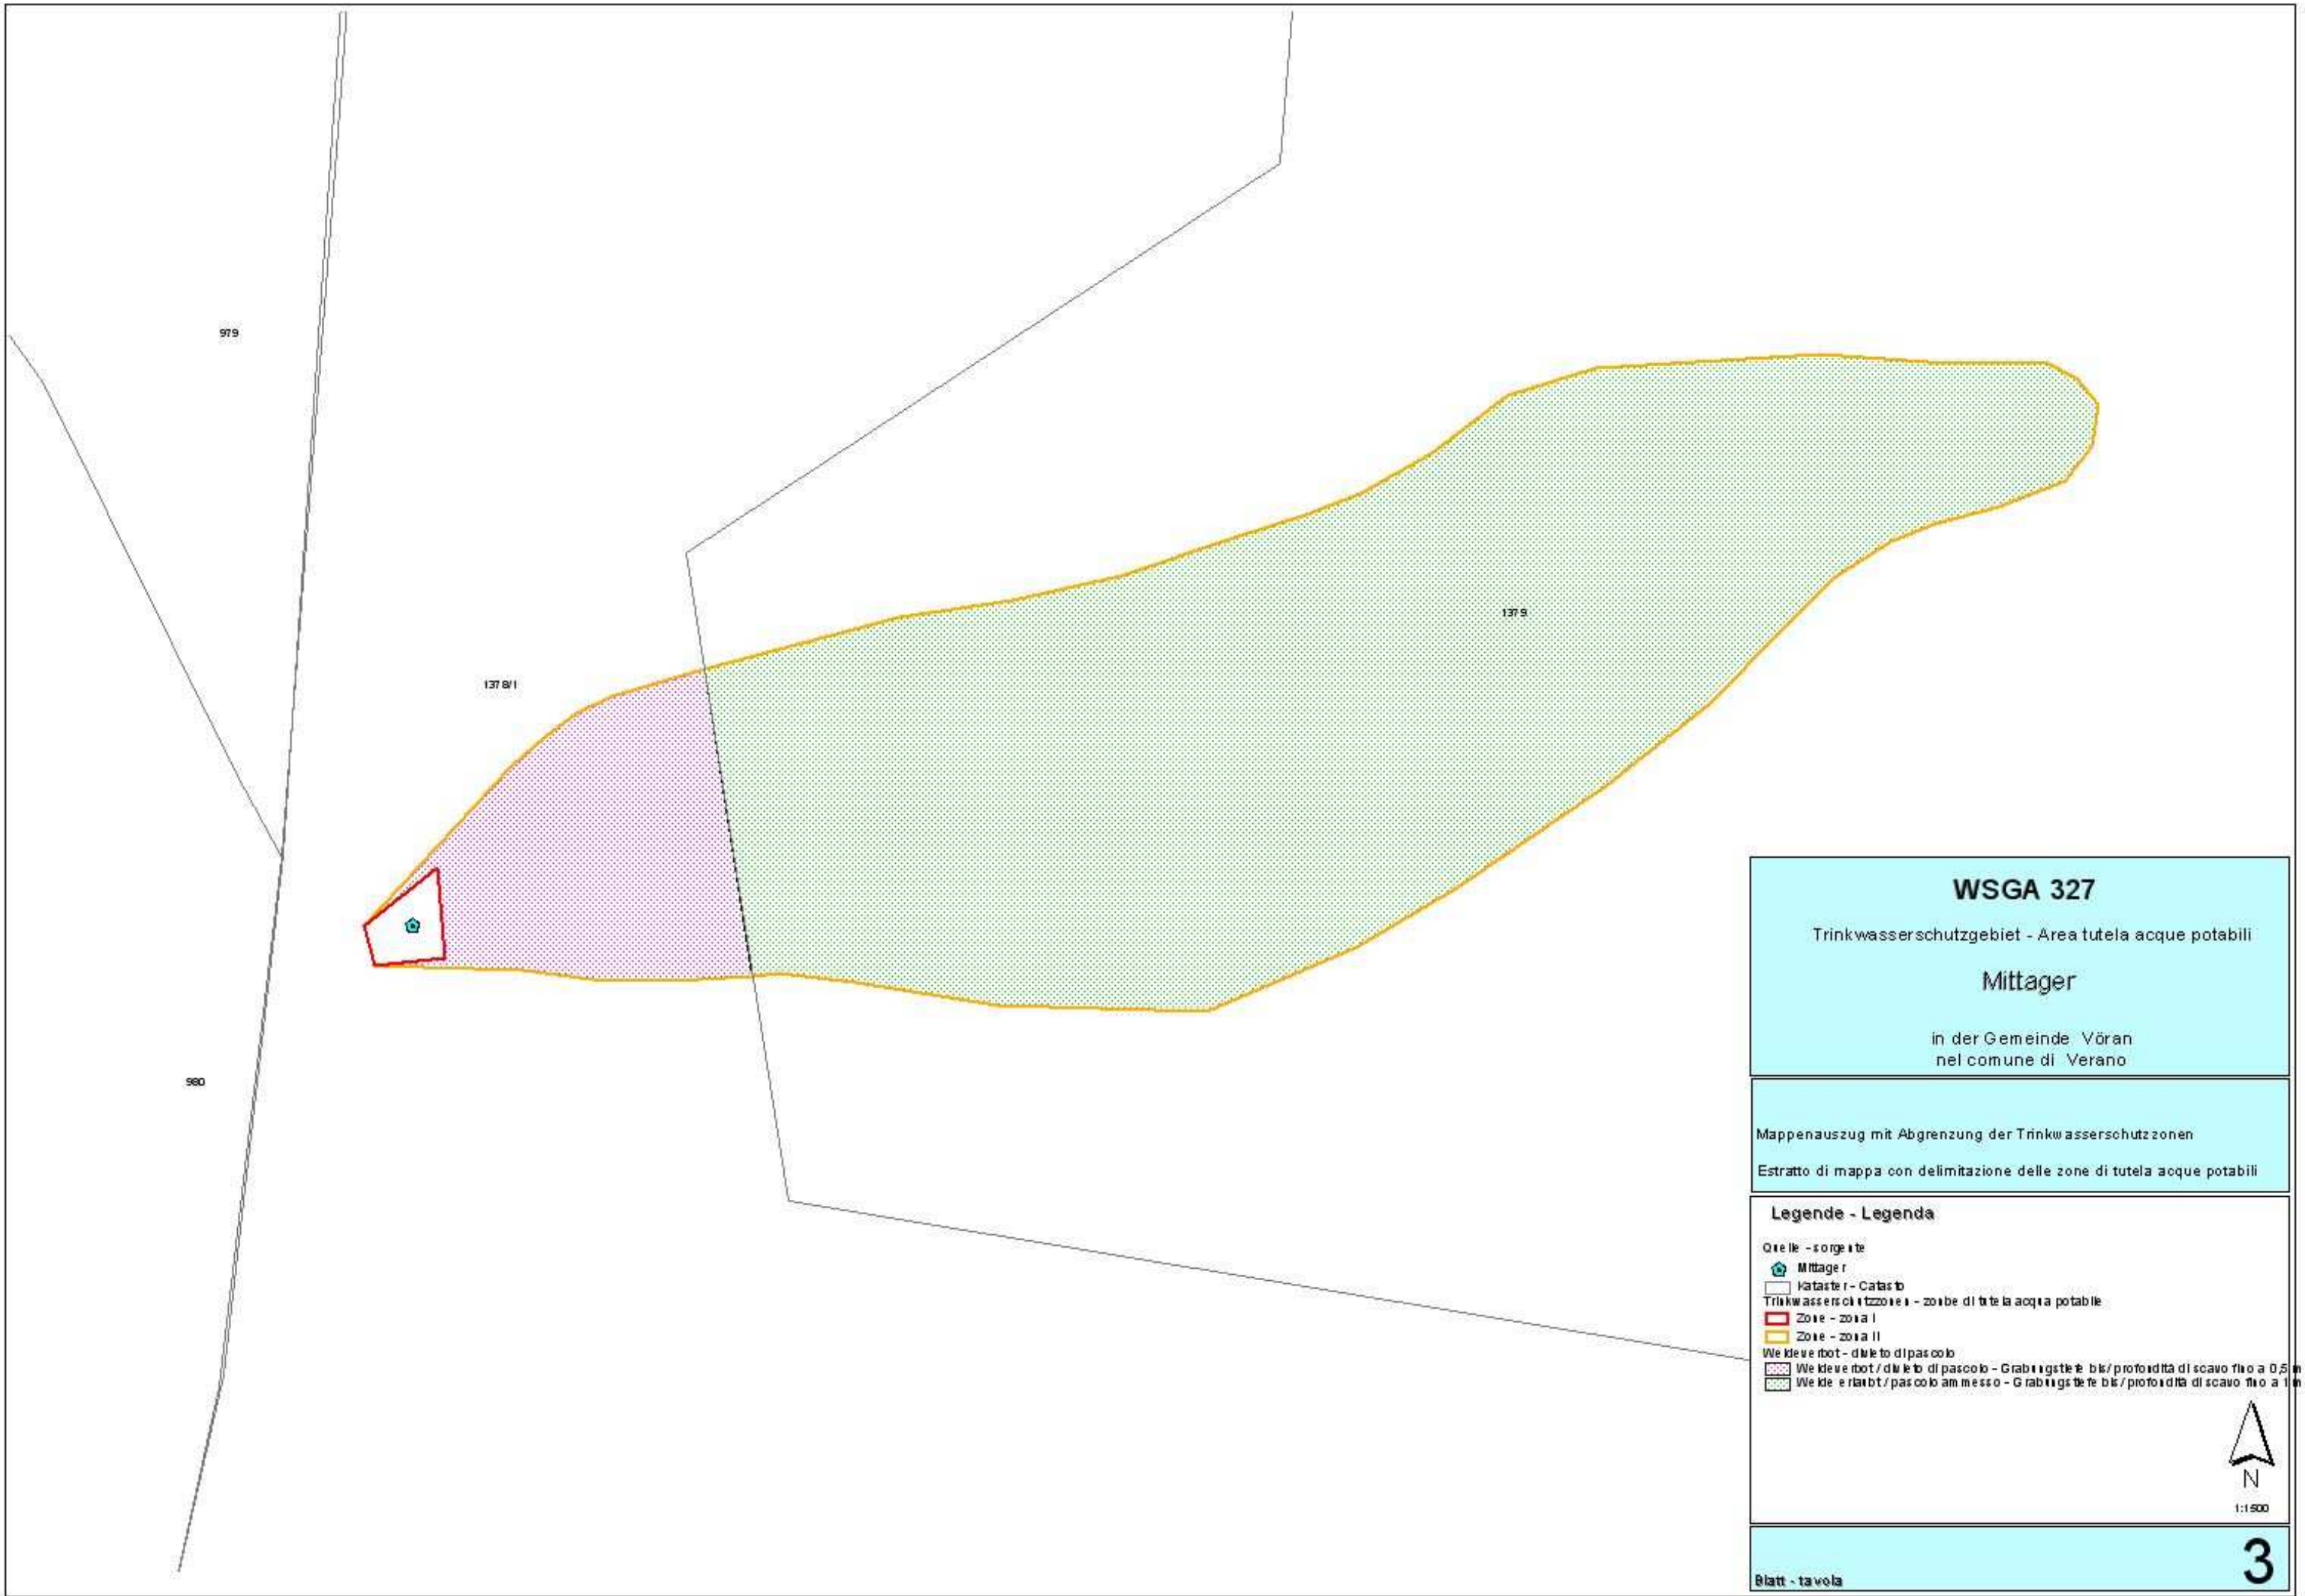 979
1379
1378/1
980
WSGA 327
Trinkwasserschutzgebiet - Area tutela acque potabili
Mittager
in der Gemeinde Vöran
nel comune di Verano
Mappenauszug mit Abgrenzung der Trinkwasserschutzzonen
Estratto di mappa con delimitazione delle zone di tutela acque potabili
Legende - Legenda
Quelle - sorgente
Mittager
Kataster - Catasto
Trinkwasserschutzzonen - zonbe di tutela acqua potabile
Zone - zona I
Zone - zona II
Weideverbot - divieto di pascolo
Weideverbot / divieto di pascolo - Grabungstiefe bis / profondità di scavo fino a 0,5 m
Weide erlaubt / pascolo ammesso - Grabungstiefe bis / profondità di scavo fino a 1 m
N
1:1500
Blatt - tavola
3